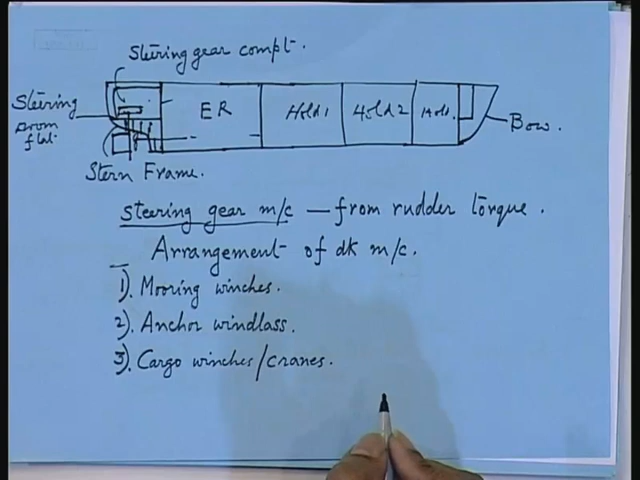 Steering gear compt.
Steering
room
flat
ER
Hold 1
Hold 2
Hold
Bow.
Stern Frame.
Steering gear m/c — from rudder torque.
Arrangement of dk m/c.
1). Mooring winches.
2). Anchor windlass.
3). Cargo winches/cranes.